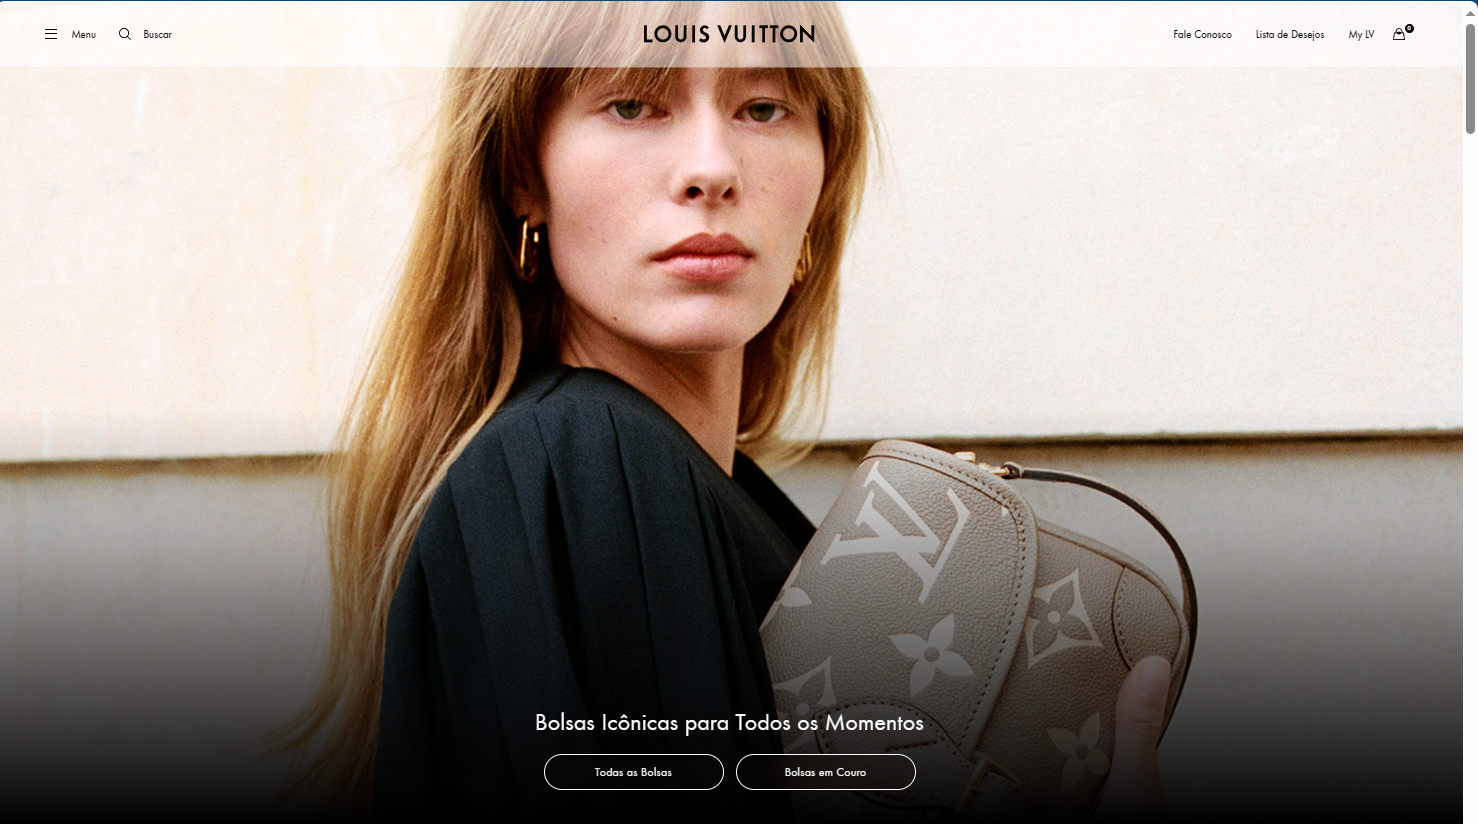 Menu
Buscar
LOUIS VUITTON
Fale Conosco
Lista de Desejos
My LV
0
LV
Bolsas Icônicas para Todos os Momentos
Todas as Bolsas
Bolsas em Couro